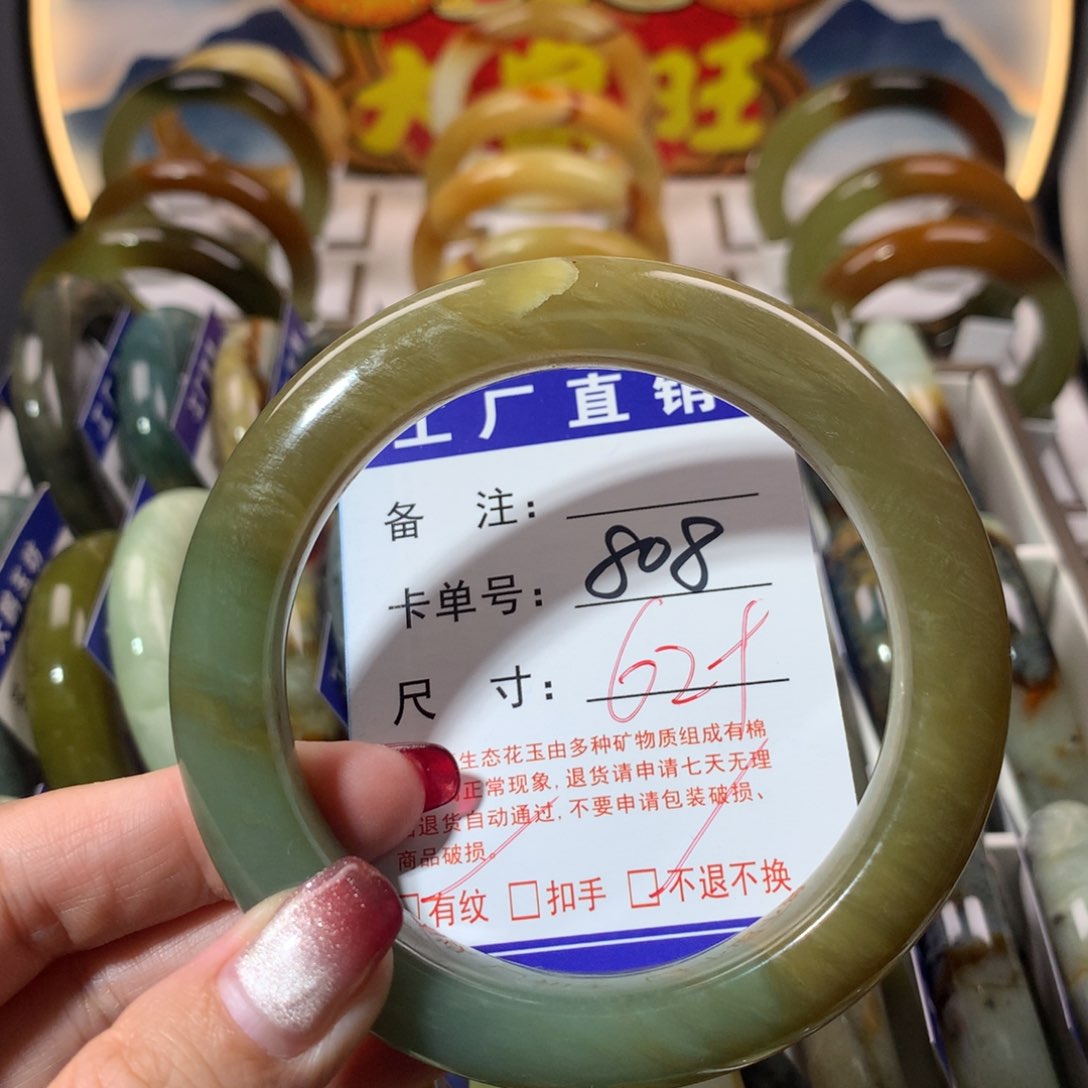 大 旺
工厂直销
备 注:
卡单号: 808
尺 寸: 62+
生态花玉由多种矿物质组成有棉
正常现象,退货请申请七天无理
退货自动通过,不要申请包装破损、
商品破损。
□有纹 □扣手 □不退不换